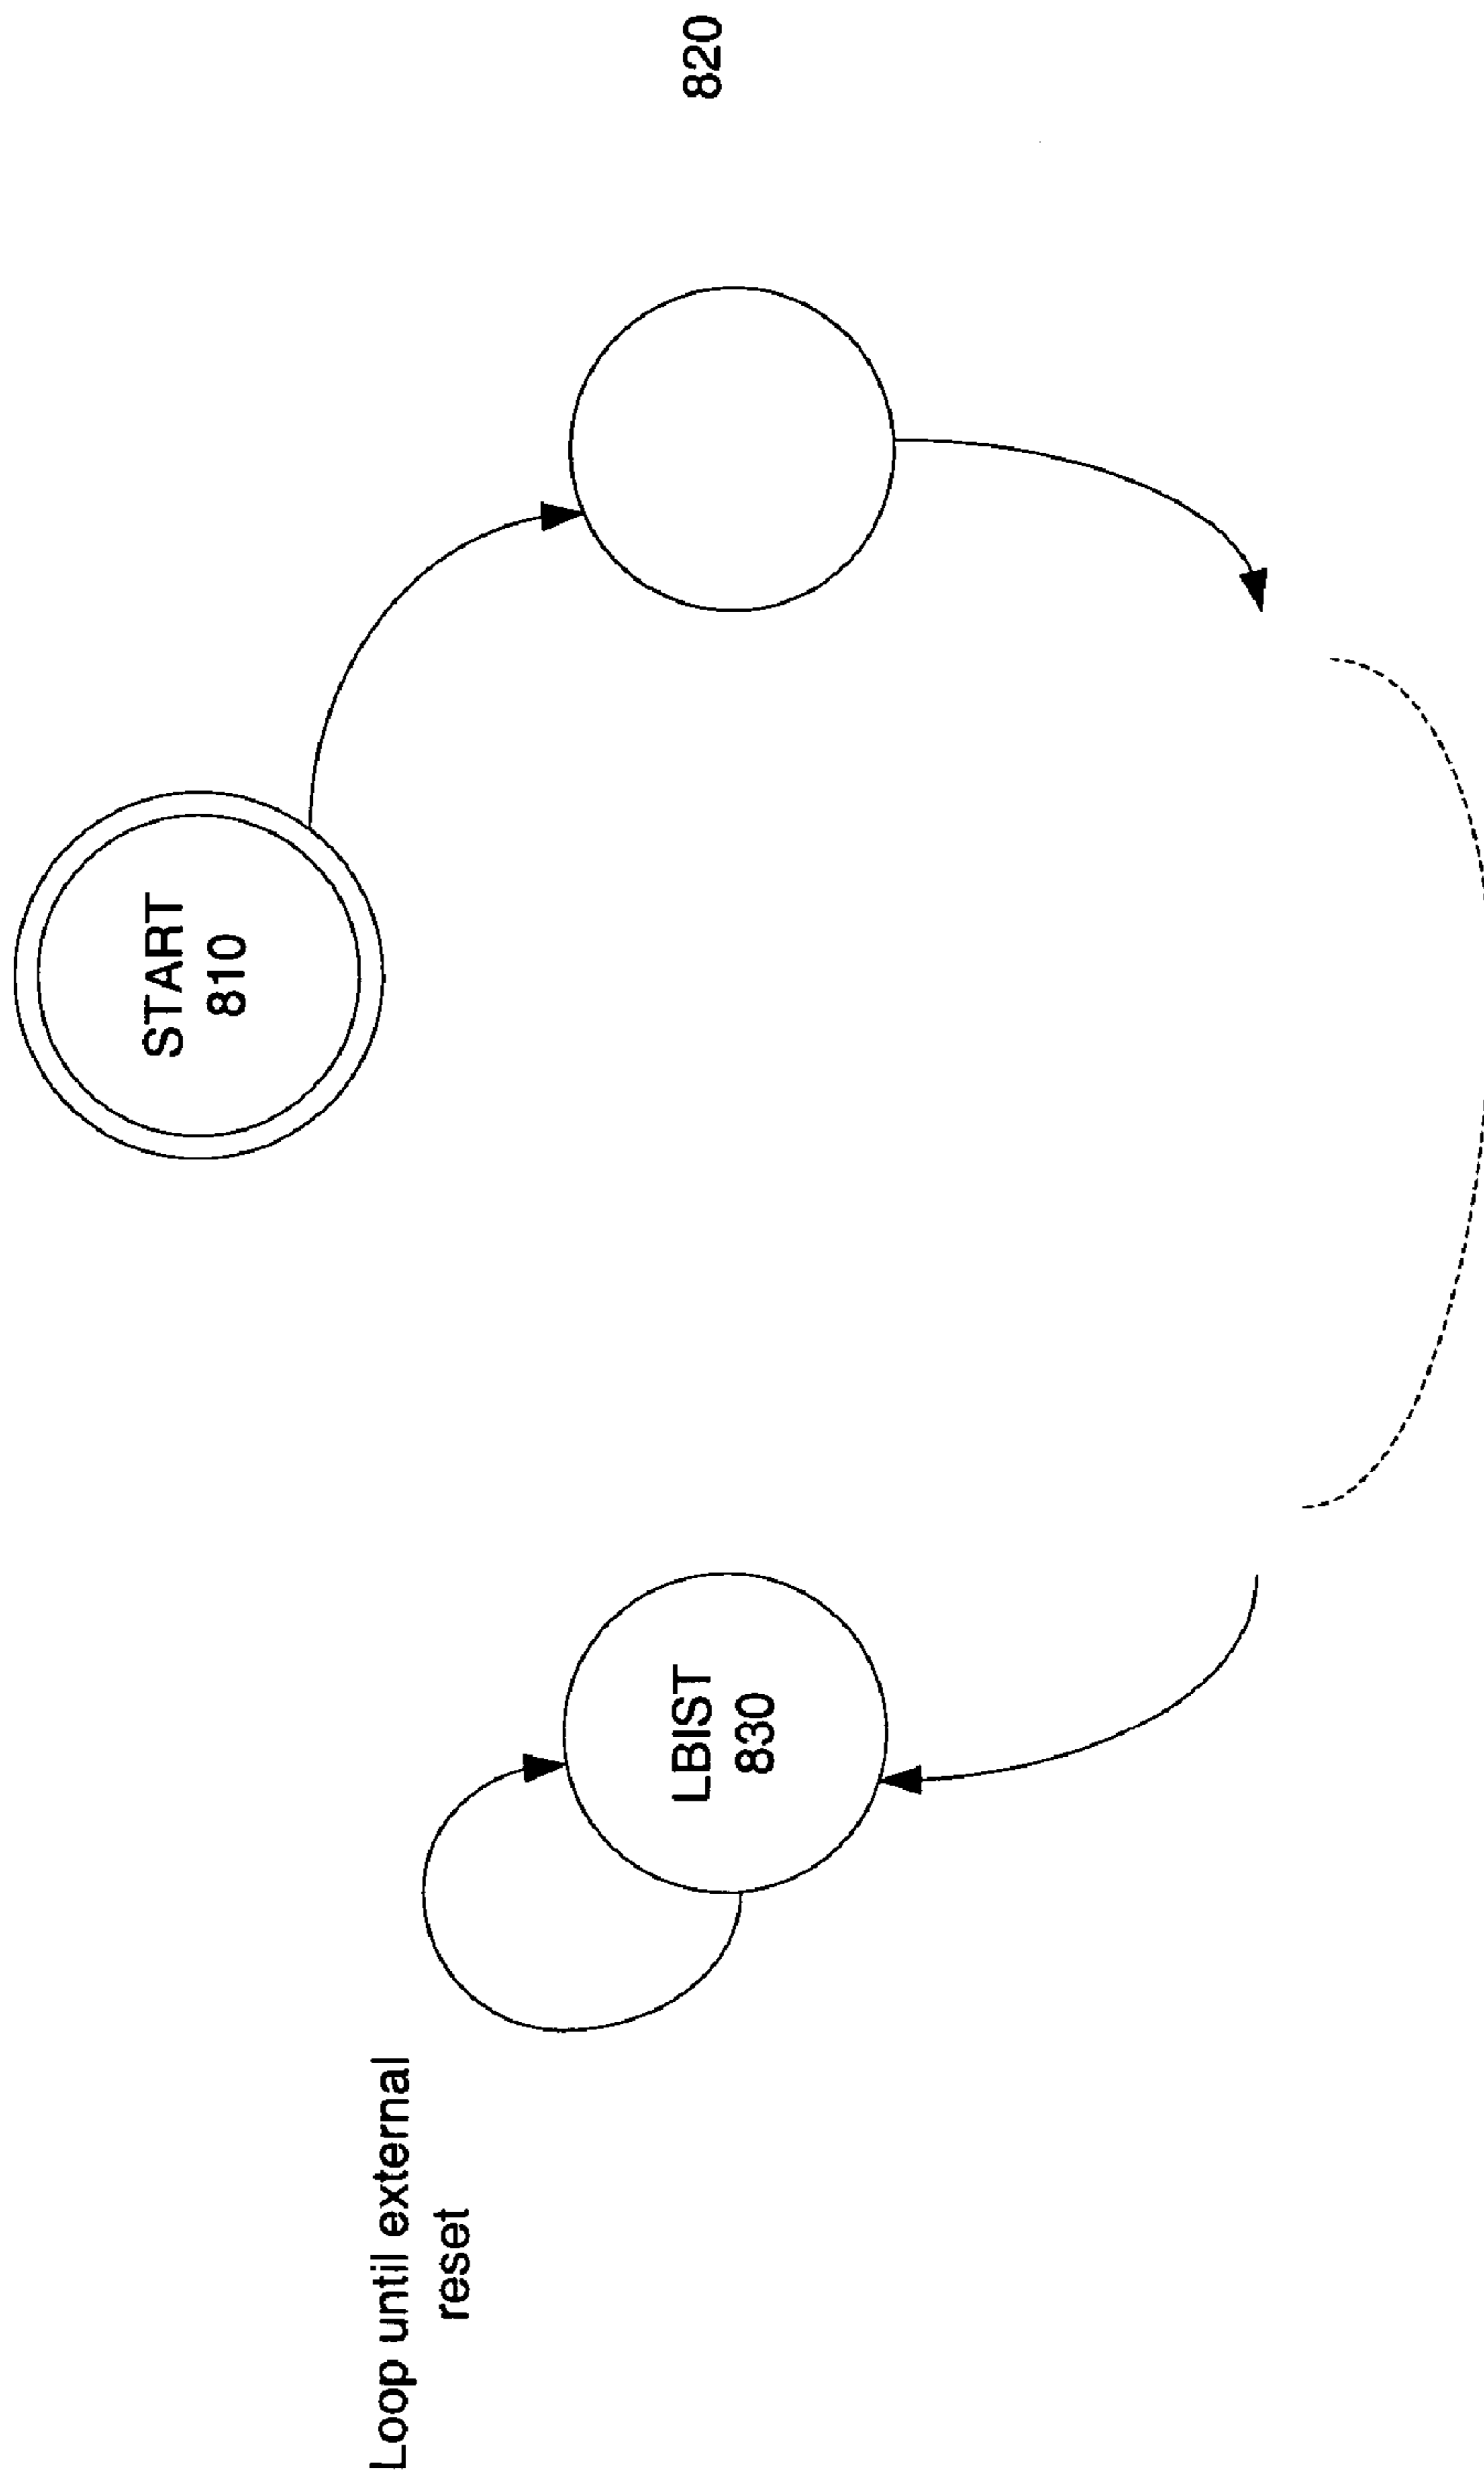 Loop until external
reset
START
810
LBIST
830
820